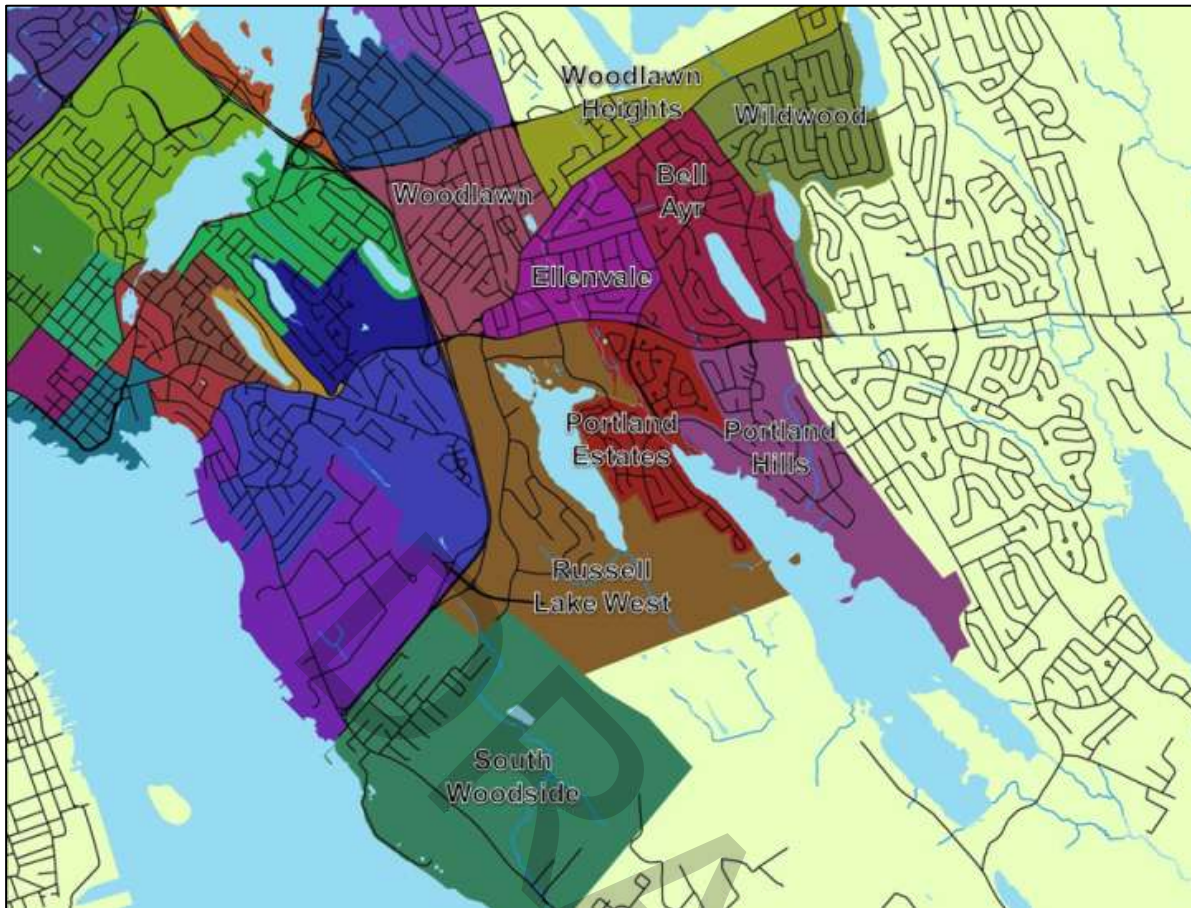 Woodlawn
Heights
Wildwood
Woodlawn
Bell
Ayr
Ellenvale
Portland
Estates
Portland
Hills
Russell
Lake West
South
Woodside